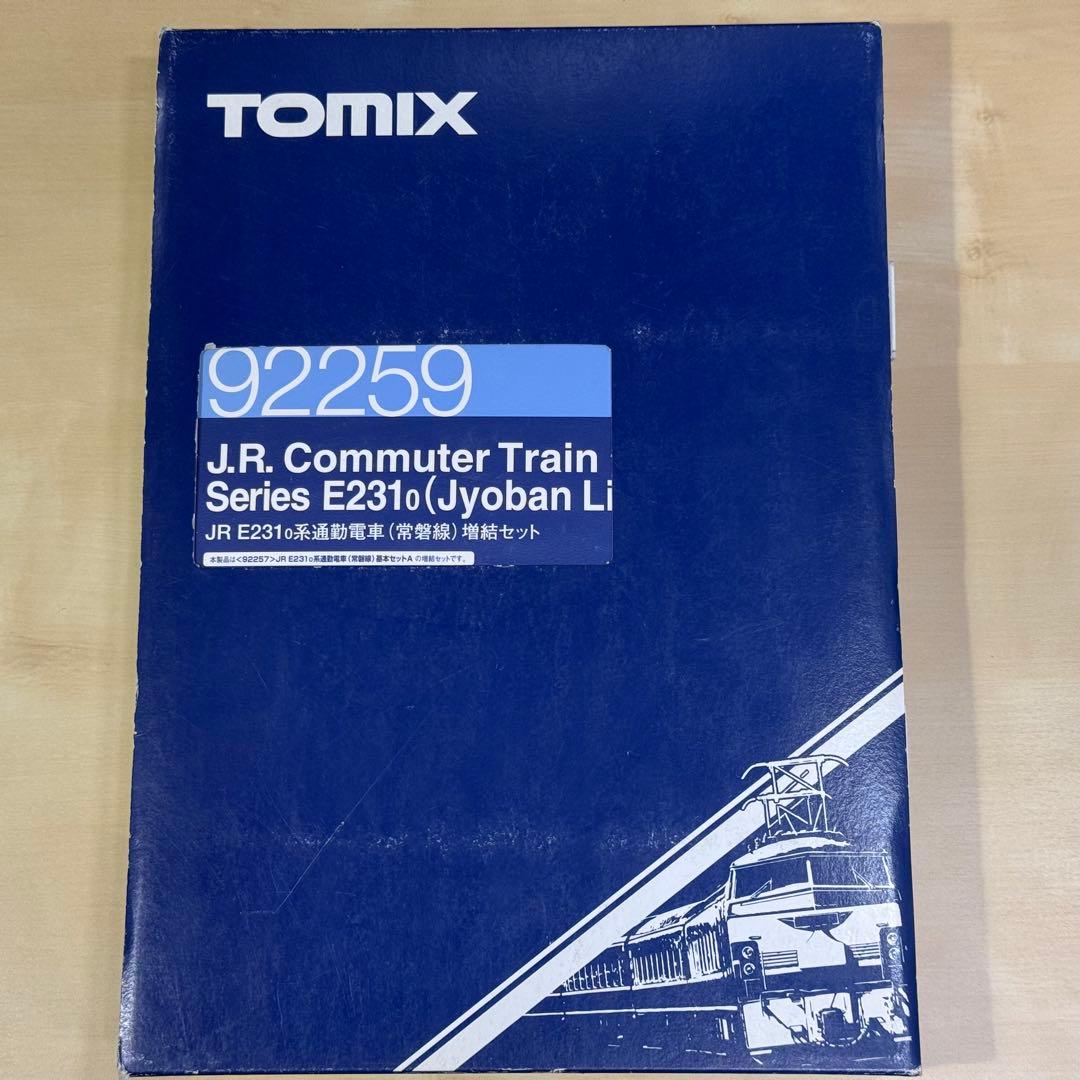 TOMIX
92259
J.R. Commuter Train
Series E2310 (Jyoban Li
JR E2310系通勤電車(常磐線)増結セット
本製品は<92257>JR E2310系通勤電車(常磐線)基本セットA の増結セットです。